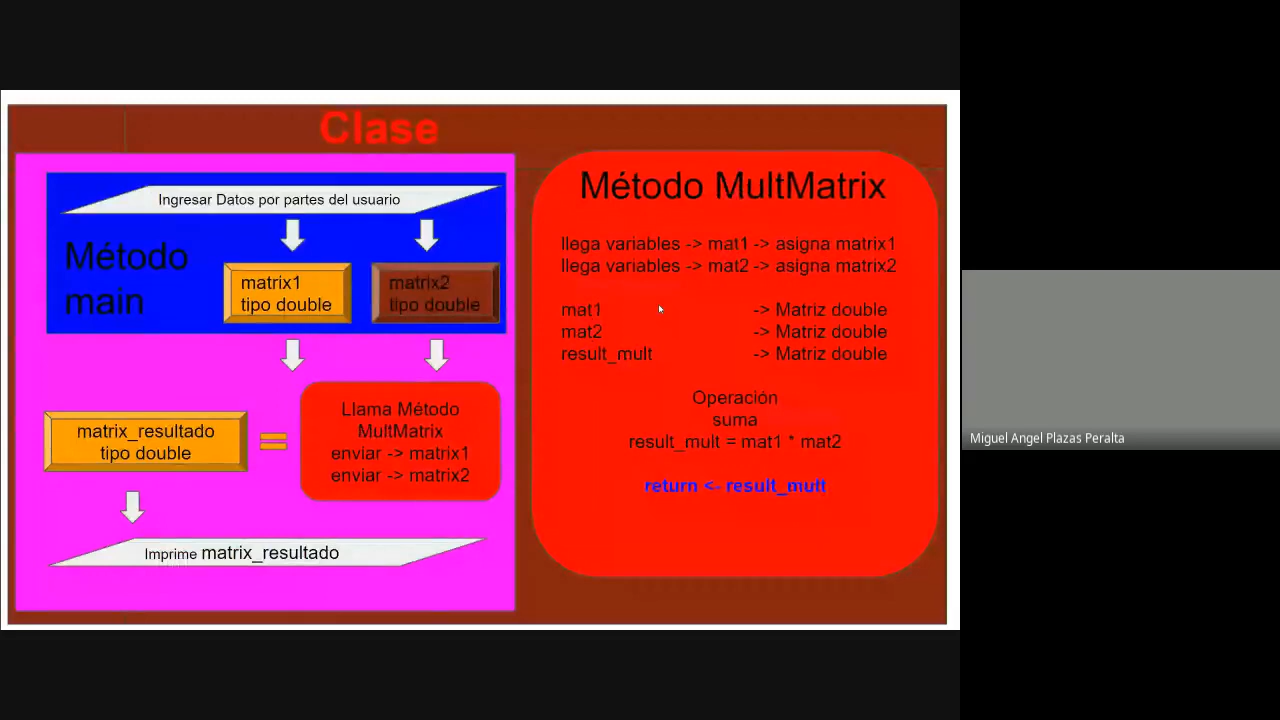 Clase
Ingresar Datos por partes del usuario
Método
main
matrix1
tipo double
matrix2
tipo double
matrix_resultado
tipo double
Llama Método
MultMatrix
enviar -> matrix1
enviar -> matrix2
Imprime matrix_resultado
Método MultMatrix
llega variables -> mat1 -> asigna matrix1
llega variables -> mat2 -> asigna matrix2
mat1 -> Matriz double
mat2 -> Matriz double
result_mult -> Matriz double
Operación
suma
result_mult = mat1 * mat2
return <- result_mutt
Miguel Angel Plazas Peralta